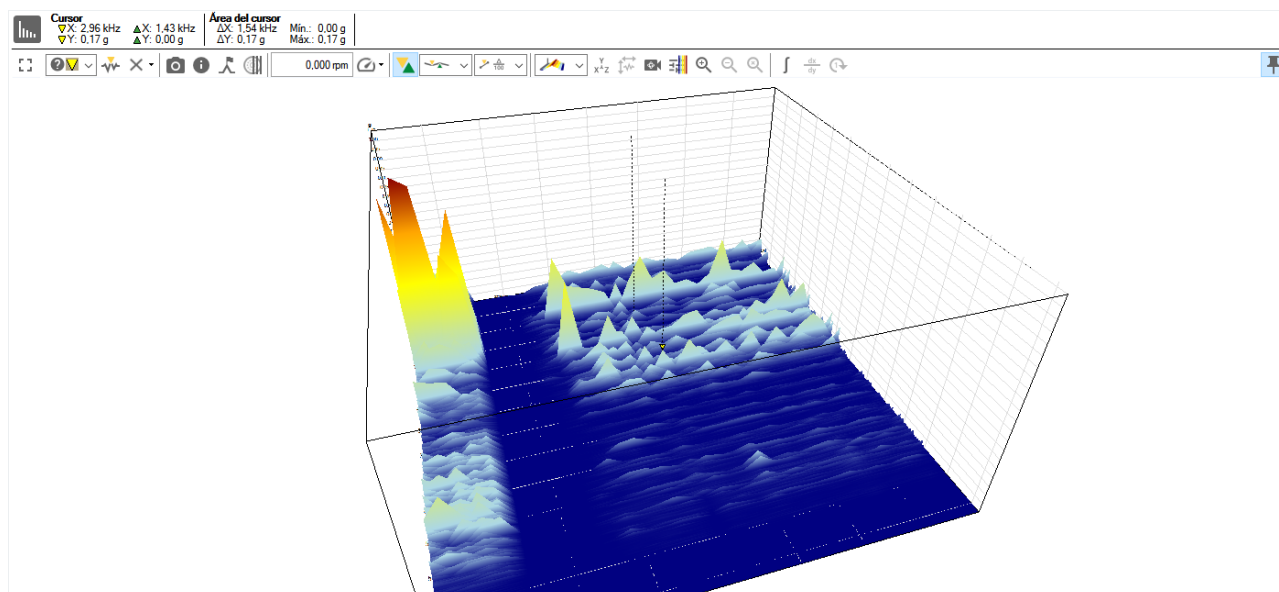 Cursor
X: 2,96 kHz X: 1,43 kHz
Y: 0,17 g Y: 0,00 g
Área del cursor
ΔX: 1,54 kHz Mín.: 0,00 g
ΔY: 0,17 g Máx.: 0,17 g
0,000 rpm